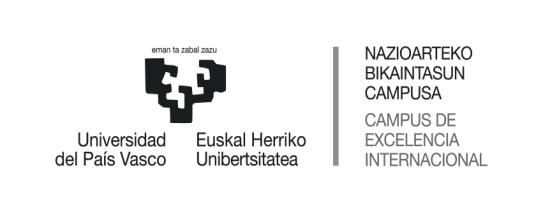 eman ta zabal zazu
Universidad
del País Vasco
Euskal Herriko
Unibertsitatea
NAZIOARTEKO
BIKAINTASUN
CAMPUSA
CAMPUS DE
EXCELENCIA
INTERNACIONAL